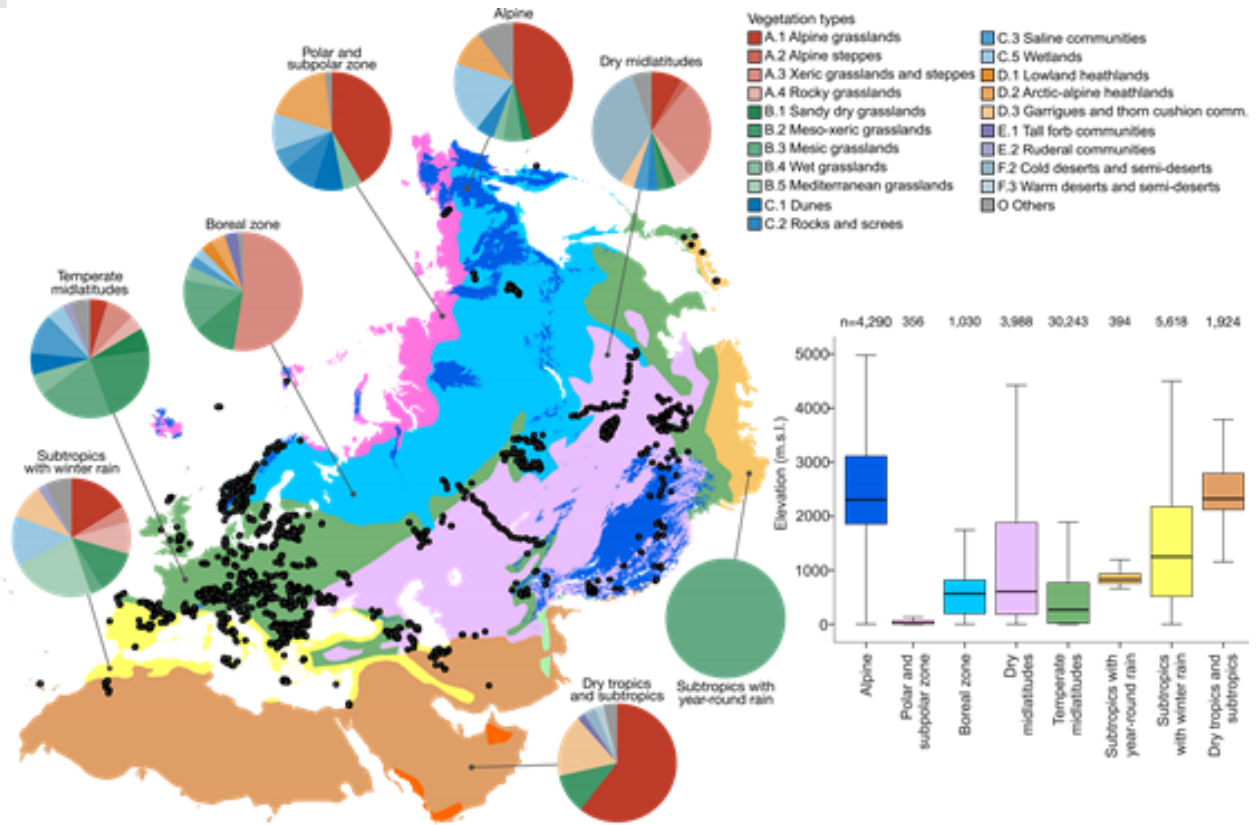 Alpine
Polar and
subpolar zone
Dry midlatitudes
Boreal zone
Temperate
midlatitudes
Subtropics
with winter rain
Subtropics with
year-round rain
Dry tropics
and subtropics
Vegetation types
A.1 Alpine grasslands
A.2 Alpine steppes
A.3 Xeric grasslands and steppes
A.4 Rocky grasslands
B.1 Sandy dry grasslands
B.2 Meso-xeric grasslands
B.3 Mesic grasslands
B.4 Wet grasslands
B.5 Mediterranean grasslands
C.1 Dunes
C.2 Rocks and screes
C.3 Saline communities
C.5 Wetlands
D.1 Lowland heathlands
D.2 Arctic-alpine heathlands
D.3 Garrigues and thorn cushion comm.
E.1 Tall forb communities
E.2 Ruderal communities
F.2 Cold deserts and semi-deserts
F.3 Warm deserts and semi-deserts
O Others
n=4,290 356 1,030 3,988 30,243 394 5,618 1,924
Elevation (m.s.l.)
5000
4000
3000
2000
1000
0
Alpine
Polar and
subpolar zone
Boreal zone
Dry
midlatitudes
Temperate
midlatitudes
Subtropics with
year-round rain
Subtropics
with winter rain
Dry tropics and
subtropics